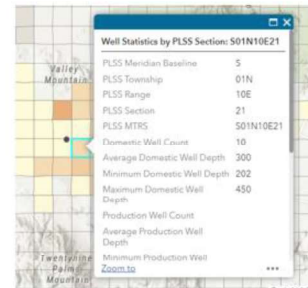 Well Statistics by PLSS Section: S01N10E21
PLSS Meridian Baseline S
PLSS Township 01N
PLSS Range 10E
PLSS Section 21
PLSS MTRS S01N10E21
Domestic Well Count 10
Average Domestic Well Depth 300
Minimum Domestic Well Depth 202
Maximum Domestic Well 450
Depth
Production Well Count
Average Production Well
Depth
Minimum Production Well
Zoom to
Valley
Mountain
Twentynine
Palm
Mountain